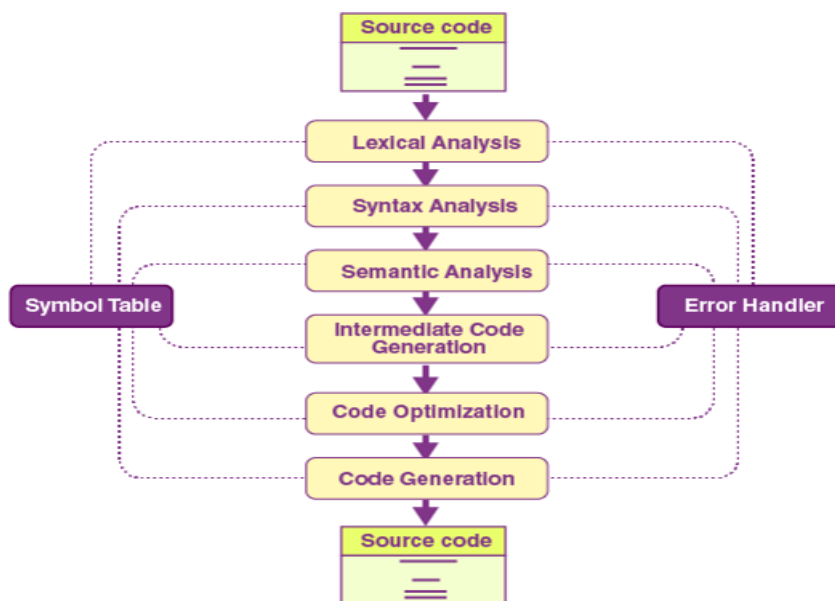 Source code
Lexical Analysis
Syntax Analysis
Semantic Analysis
Symbol Table
Error Handler
Intermediate Code
Generation
Code Optimization
Code Generation
Source code